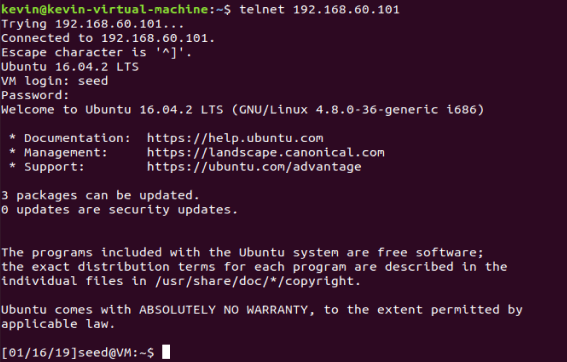 kevin@kevin-virtual-machine:~$ telnet 192.168.60.101
Trying 192.168.60.101...
Connected to 192.168.60.101.
Escape character is '^]'.
Ubuntu 16.04.2 LTS
VM login: seed
Password:
Welcome to Ubuntu 16.04.2 LTS (GNU/Linux 4.8.0-36-generic i686)
* Documentation:  https://help.ubuntu.com
* Management:     https://landscape.canonical.com
* Support:        https://ubuntu.com/advantage
3 packages can be updated.
0 updates are security updates.
The programs included with the Ubuntu system are free software;
the exact distribution terms for each program are described in the
individual files in /usr/share/doc/*/copyright.
Ubuntu comes with ABSOLUTELY NO WARRANTY, to the extent permitted by
applicable law.
[01/16/19]seed@VM:~$